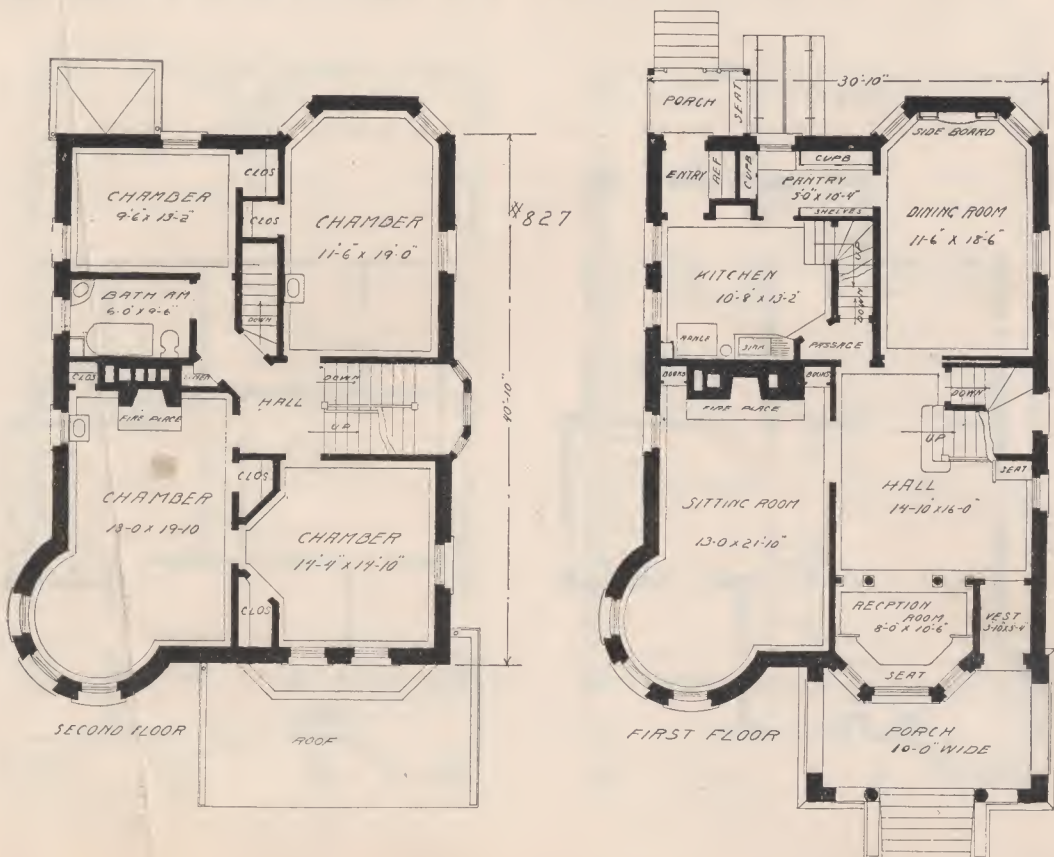 CHAMBER
9'-6" x 13'-2"
CLOS
CLOS
CHAMBER
11'-6" x 19'-0"
BATH RM.
6'-0" x 9'-6"
DOWN
CLOS
LINEN
FIRE PLACE
HALL
DOWN
UP
CHAMBER
13-0 x 19-10
CLOS
CHAMBER
14'-4" x 14'-10"
CLOS
SECOND FLOOR
ROOF
#827
40'-10"
30'-10"
PORCH
SEAT
SIDE BOARD
ENTRY
REF
CUPB
CUPB
PANTRY
5'-0" x 10'-4"
SHELVES
DINING ROOM
11'-6" x 18'-6"
KITCHEN
10'-8" x 13'-2"
UP
DOWN
RANGE
SINK
PASSAGE
BOOKS
BOOKS
FIRE PLACE
DOWN
UP
SEAT
HALL
14'-10" x 16'-0"
SITTING ROOM
13-0 x 21'-10"
RECPTION
ROOM
8'-0" x 10'-6"
VEST
SEAT
FIRST FLOOR
PORCH
10'-0" WIDE